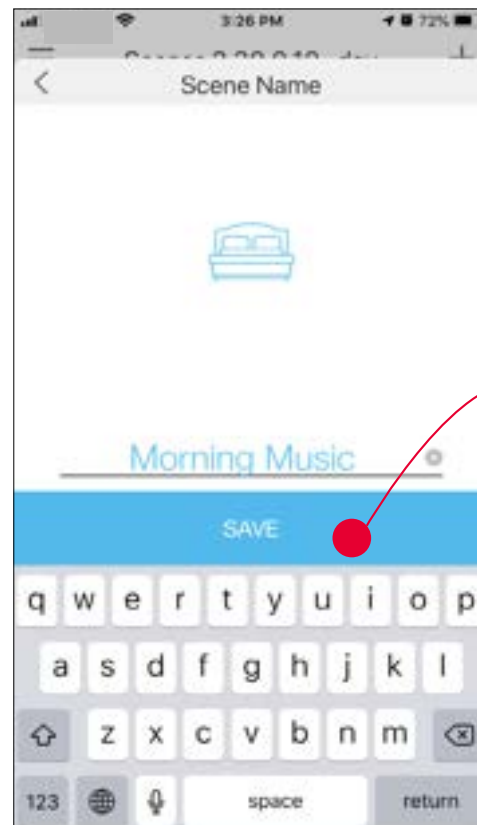 3:26 PM 72%
Scene Name
Morning Music
SAVE
q w e r t y u i o p
a s d f g h j k l
z x c v b n m
123 space return